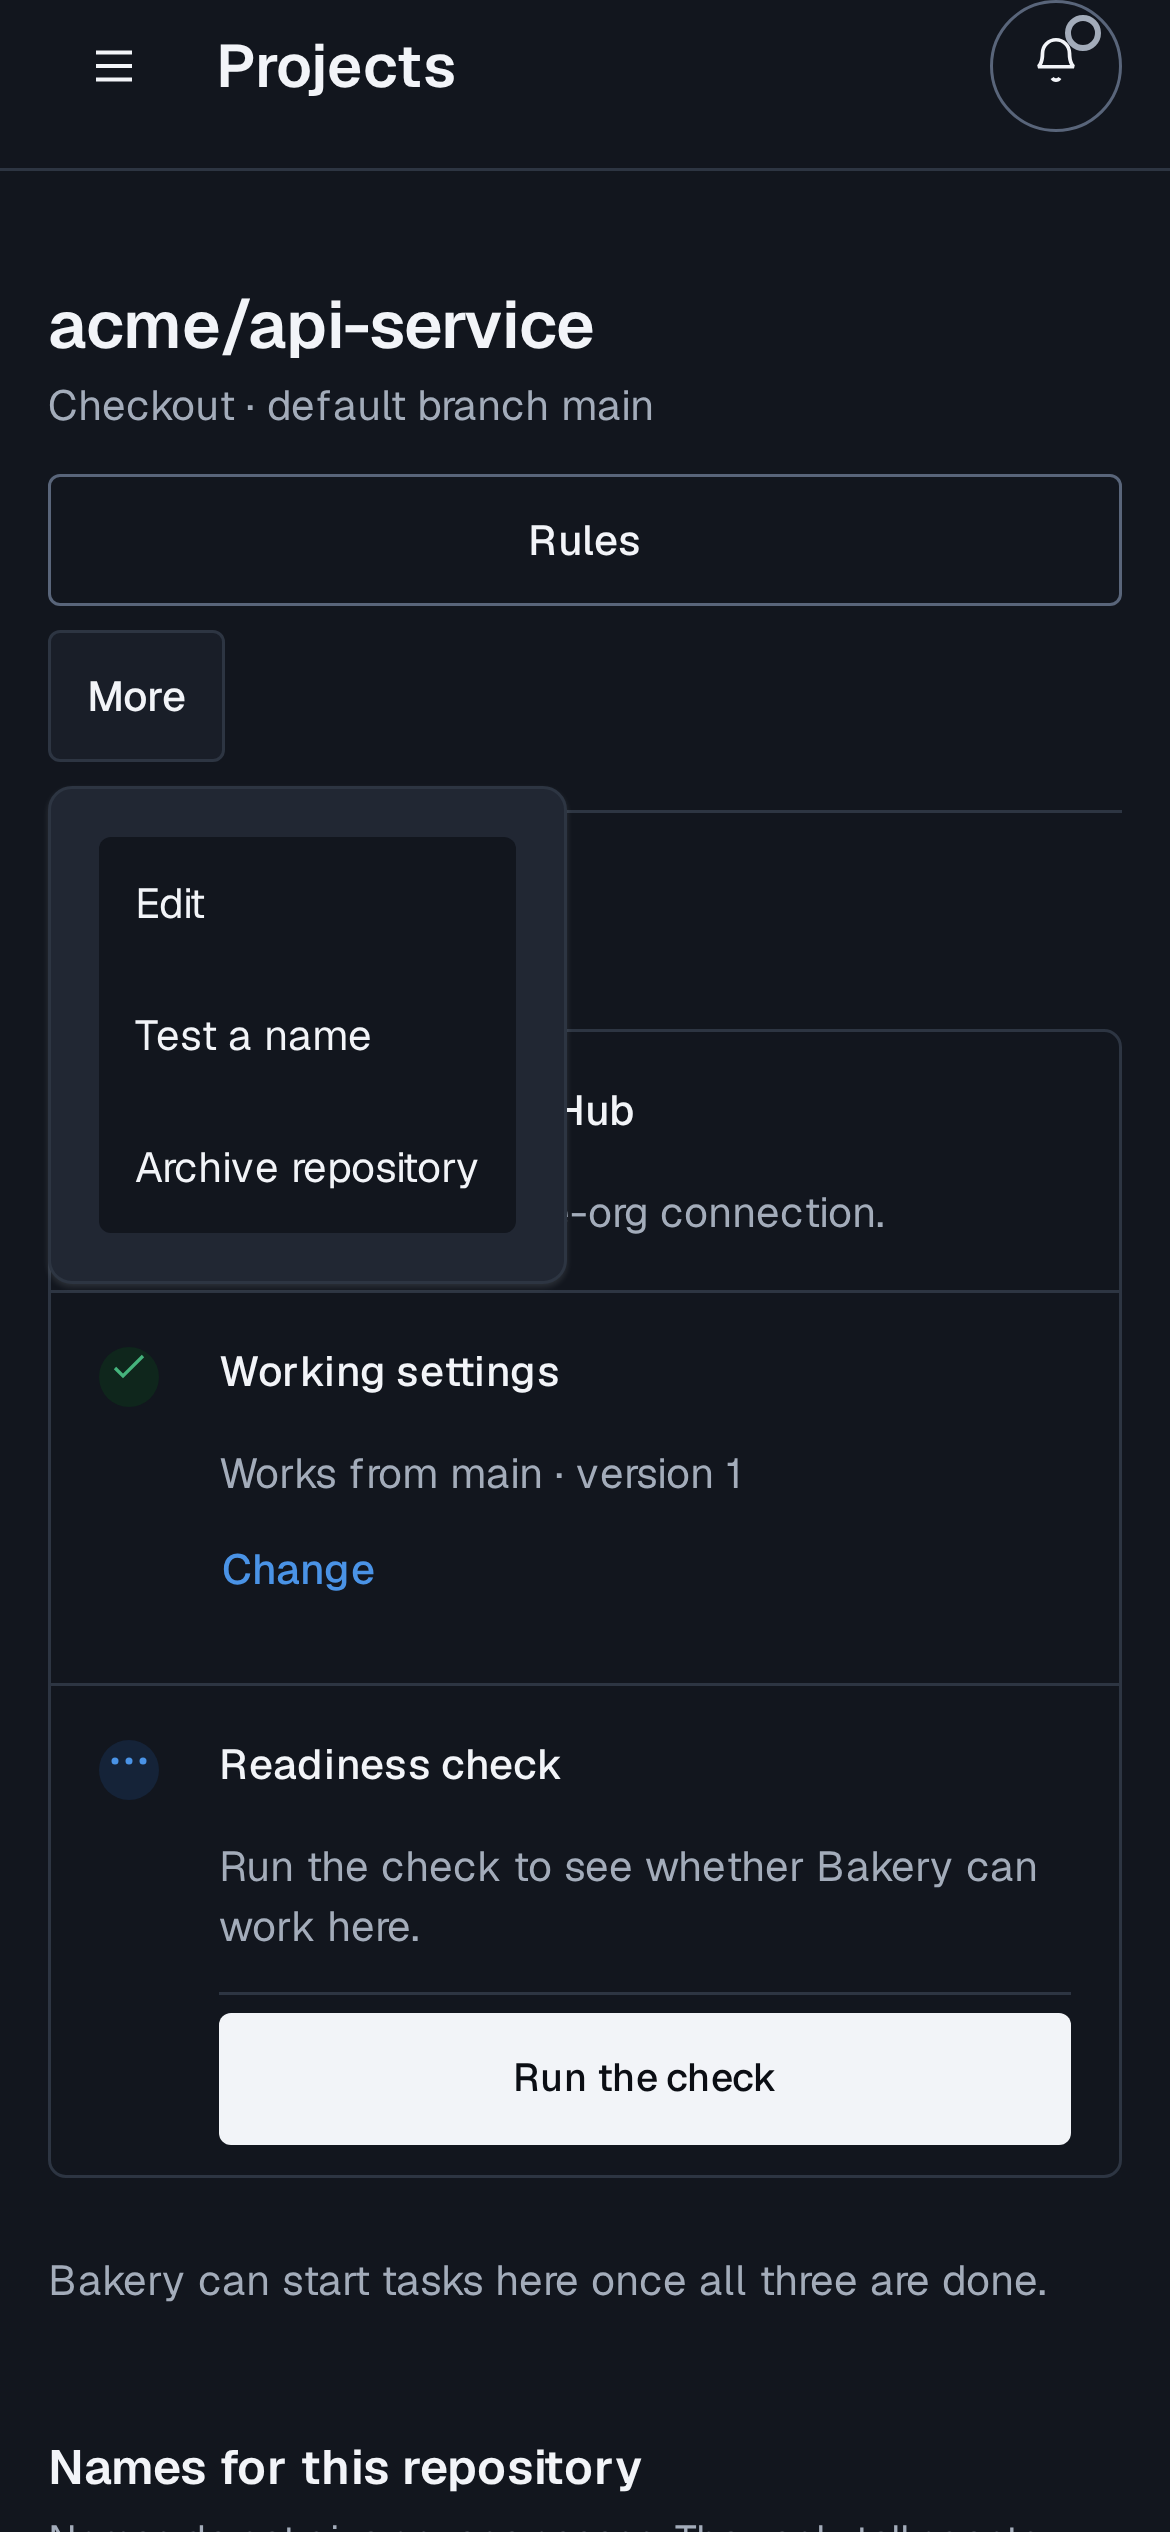 Projects
acme/api-service
Checkout · default branch main
Rules
More
Edit
Test a name
Archive repository
Hub
-org connection.
Working settings
Works from main · version 1
Change
Readiness check
Run the check to see whether Bakery can
work here.
Run the check
Bakery can start tasks here once all three are done.
Names for this repository